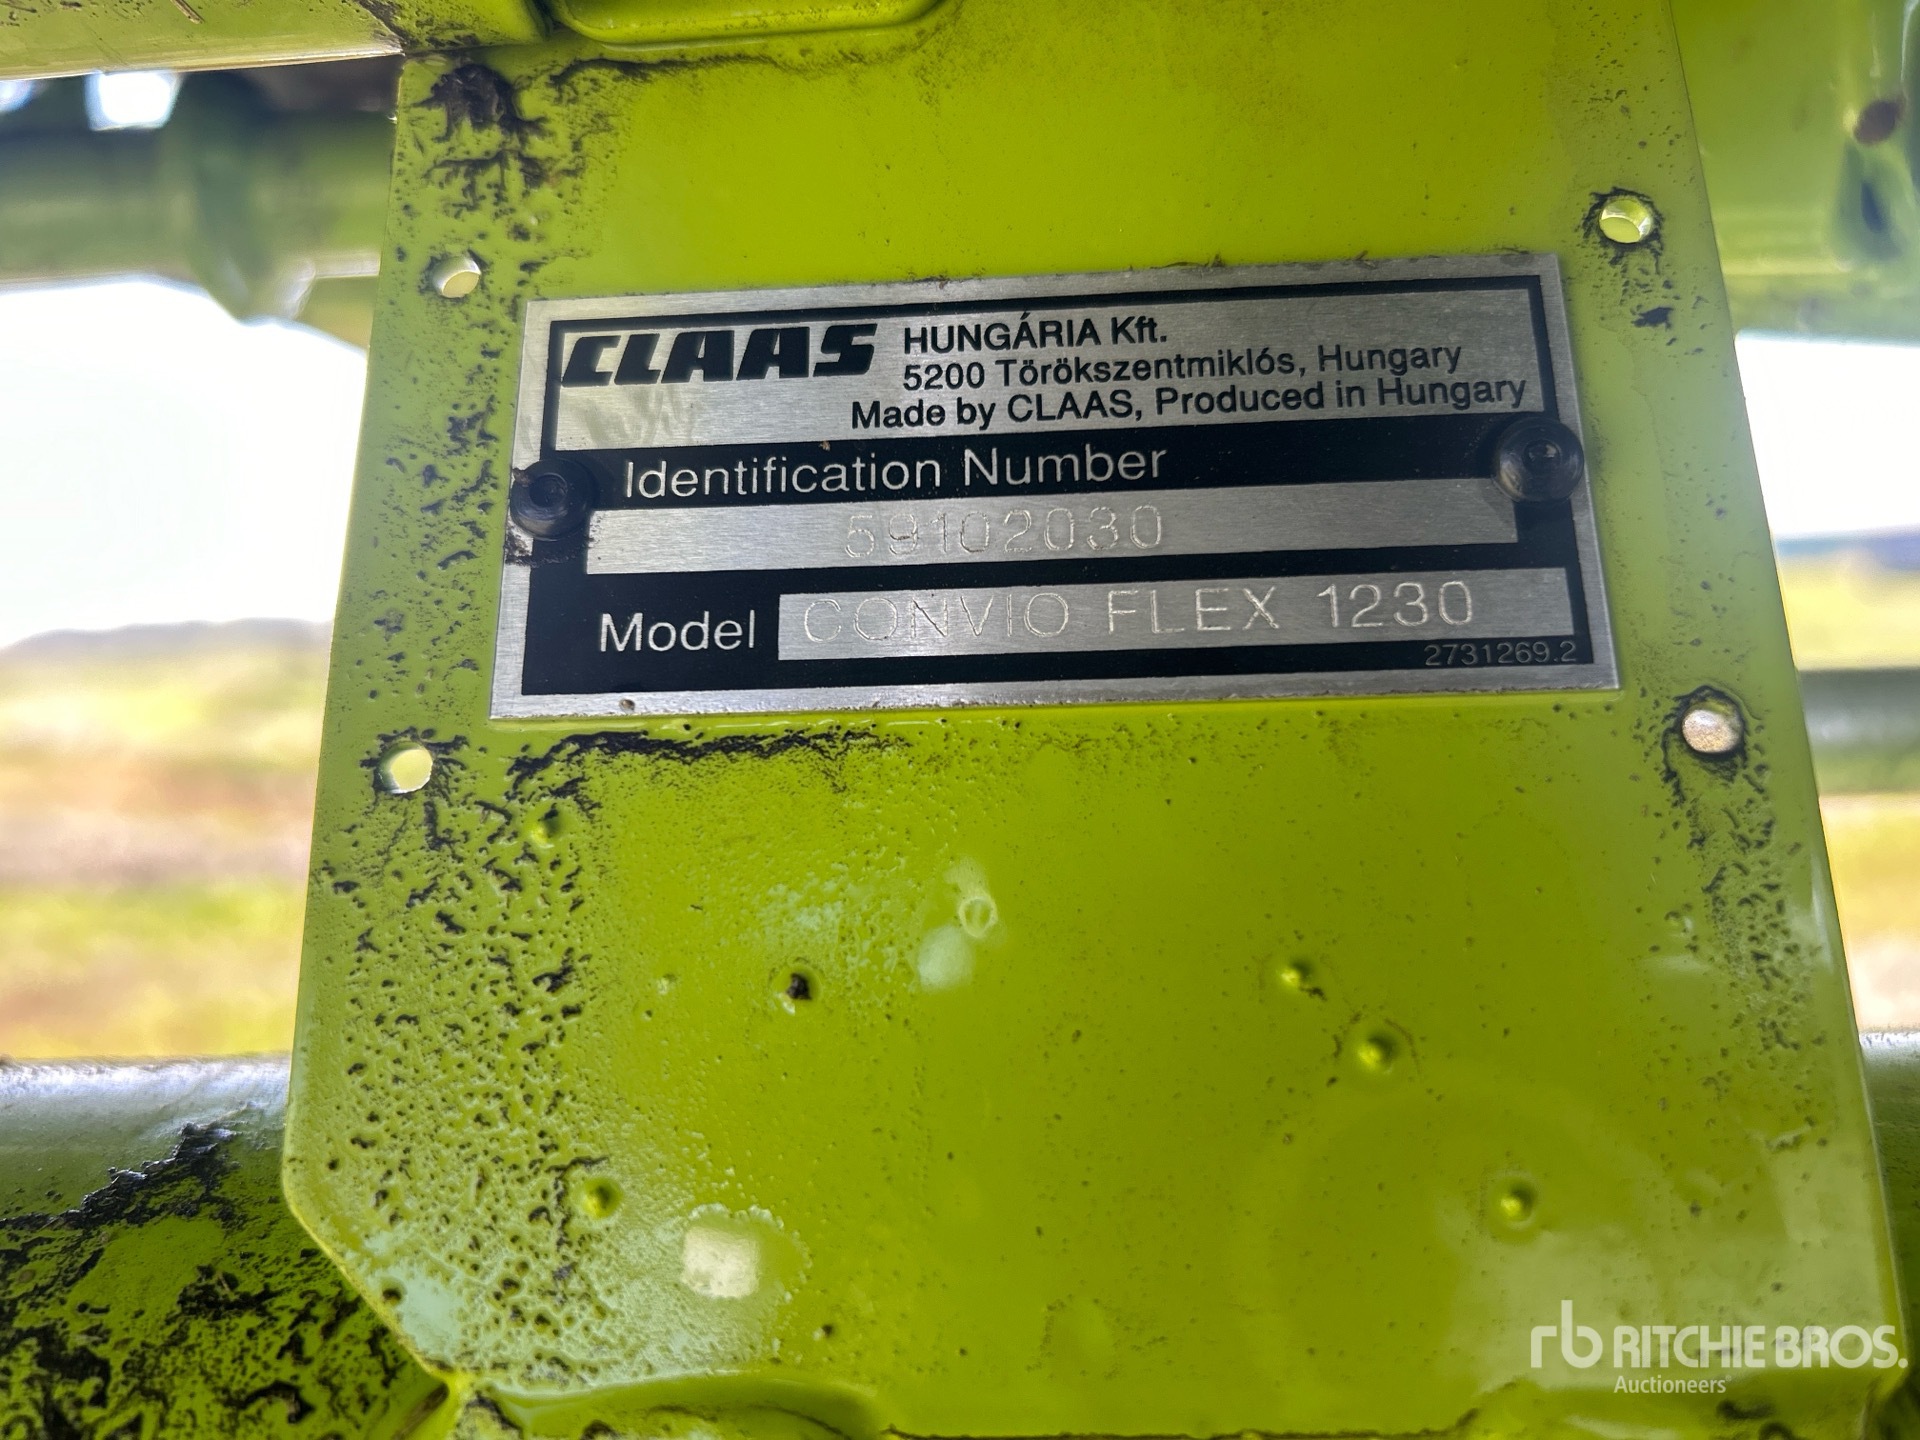 CLAAS HUNGÁRIA Kft.
5200 Törökszentmiklós, Hungary
Made by CLAAS, Produced in Hungary
Identification Number
59102030
Model CONVIO FLEX 1230
2731269.2
rb RITCHIE BROS.
Auctioneers